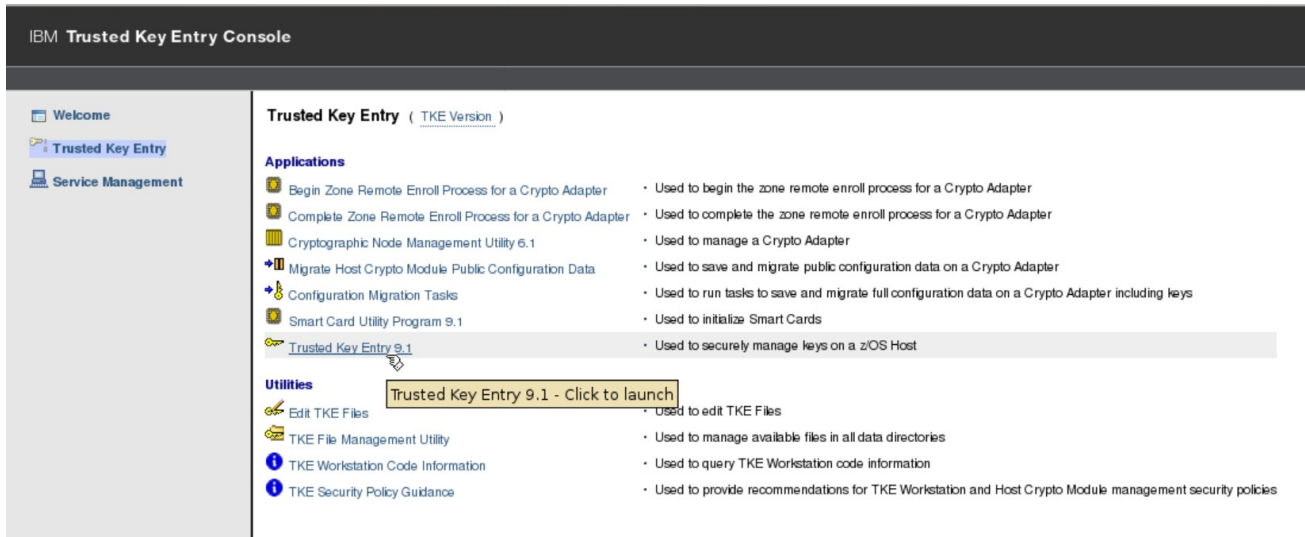 IBM Trusted Key Entry Console
Welcome
Trusted Key Entry
Service Management
Trusted Key Entry ( TKE Version )
Applications
Begin Zone Remote Enroll Process for a Crypto Adapter • Used to begin the zone remote enroll process for a Crypto Adapter
Complete Zone Remote Enroll Process for a Crypto Adapter • Used to complete the zone remote enroll process for a Crypto Adapter
Cryptographic Node Management Utility 6.1 • Used to manage a Crypto Adapter
Migrate Host Crypto Module Public Configuration Data • Used to save and migrate public configuration data on a Crypto Adapter
Configuration Migration Tasks • Used to run tasks to save and migrate full configuration data on a Crypto Adapter including keys
Smart Card Utility Program 9.1 • Used to initialize Smart Cards
Trusted Key Entry 9.1 • Used to securely manage keys on a z/OS Host
Utilities
Trusted Key Entry 9.1 - Click to launch
Edit TKE Files • Used to edit TKE Files
TKE File Management Utility • Used to manage available files in all data directories
TKE Workstation Code Information • Used to query TKE Workstation code information
TKE Security Policy Guidance • Used to provide recommendations for TKE Workstation and Host Crypto Module management security policies